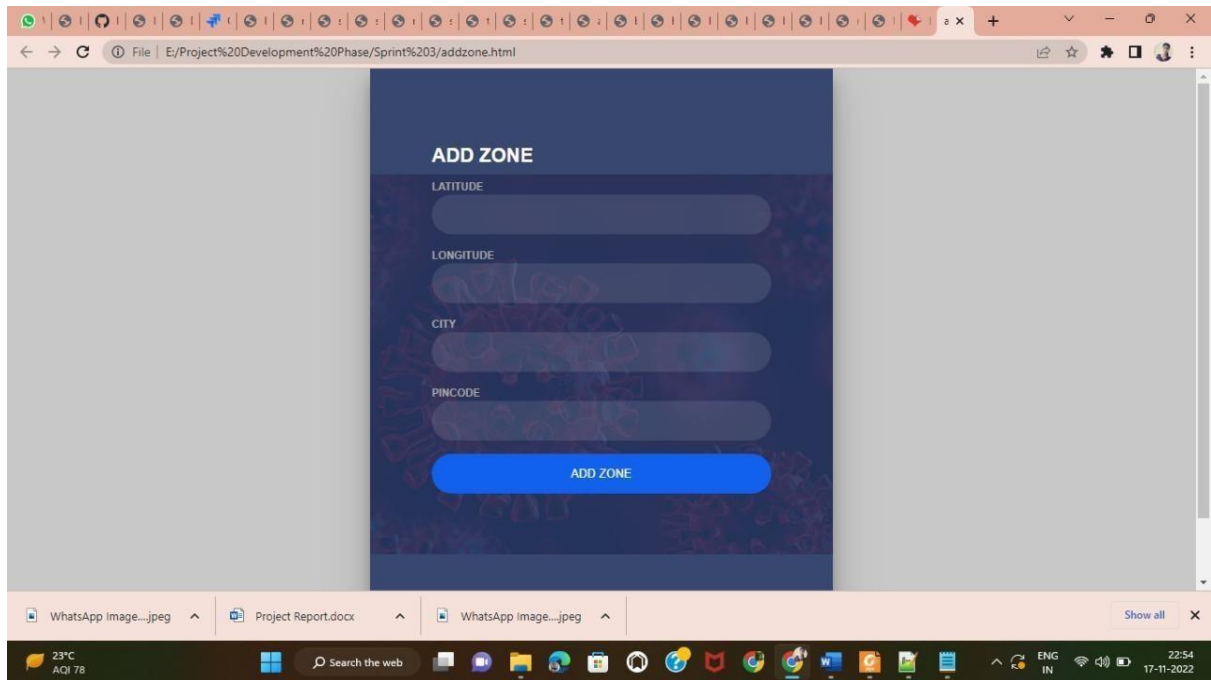 File | E:/Project%20Development%20Phase/Sprint%203/addzone.html
ADD ZONE
LATITUDE
LONGITUDE
CITY
PINCODE
ADD ZONE
WhatsApp Image....jpeg
Project Report.docx
WhatsApp Image....jpeg
Show all
23°C
AQI 78
Search the web
ENG
IN
22:54
17-11-2022